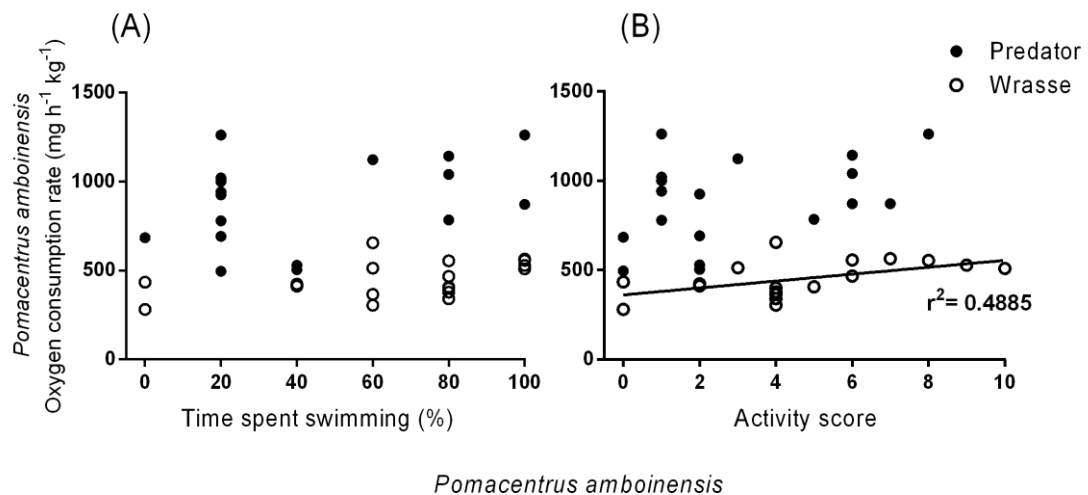 (A)
(B)
Predator
Wrasse
Pomacentrus amboinensis
Oxygen consumption rate (mg h⁻¹ kg⁻¹)
1500
1000
500
0
0 20 40 60 80 100
Time spent swimming (%)
1500
1000
500
0
0 2 4 6 8 10
r²= 0.4885
Activity score
Pomacentrus amboinensis